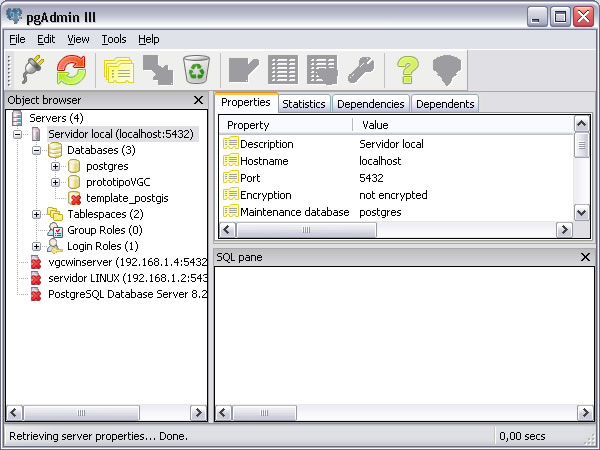 pgAdmin III
File Edit View Tools Help
Object browser
Servers (4)
Servidor local (localhost:5432)
Databases (3)
postgres
prototipoVGC
template_postgis
Tablespaces (2)
Group Roles (0)
Login Roles (1)
vgcwinserver (192.168.1.4:5432
servidor LINUX (192.168.1.2:543
PostgreSQL Database Server 8.2
Properties Statistics Dependencies Dependents
Property Value
Description Servidor local
Hostname localhost
Port 5432
Encryption not encrypted
Maintenance database postgres
SQL pane
Retrieving server properties... Done. 0,00 secs